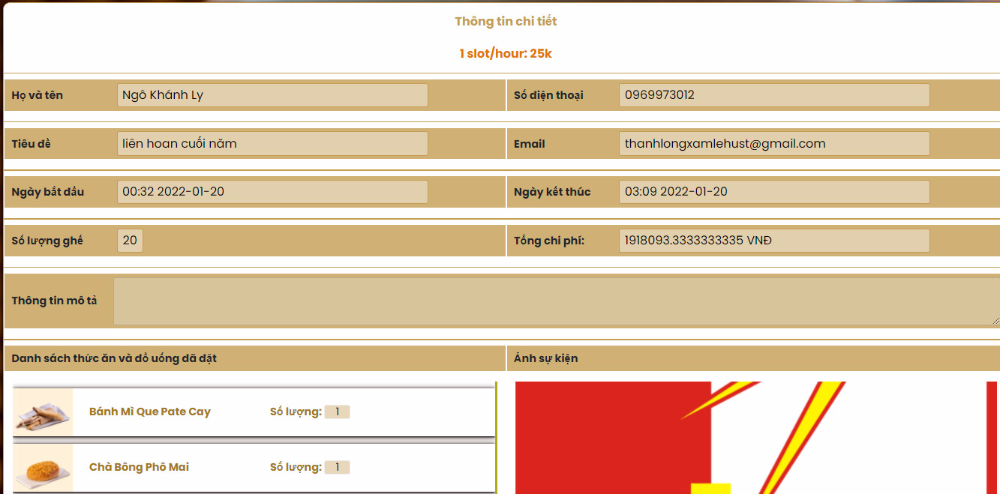 Thông tin chi tiết
1 slot/hour: 25k
Họ và tên Ngô Khánh Ly Số điện thoại 0969973012
Tiêu đề liên hoan cuối năm Email thanhlongxamlehust@gmail.com
Ngày bắt đầu 00:32 2022-01-20 Ngày kết thúc 03:09 2022-01-20
Số lượng ghế 20 Tổng chi phí: 1918093.3333333335 VNĐ
Thông tin mô tả
Danh sách thức ăn và đồ uống đã đặt Ảnh sự kiện
Bánh Mì Que Pate Cay Số lượng: 1
Chà Bông Phô Mai Số lượng: 1